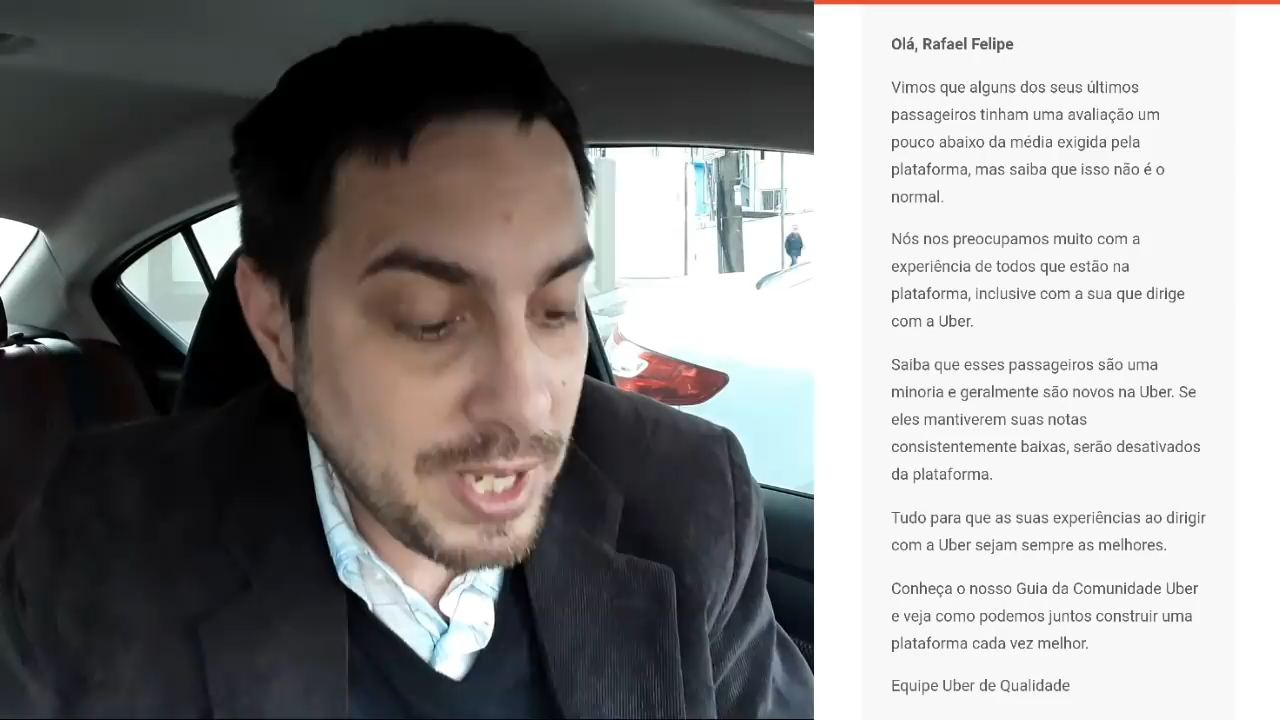 Olá, Rafael Felipe
Vimos que alguns dos seus últimos
passageiros tinham uma avaliação um
pouco abaixo da média exigida pela
plataforma, mas saiba que isso não é o
normal.
Nós nos preocupamos muito com a
experiência de todos que estão na
plataforma, inclusive com a sua que dirige
com a Uber.
Saiba que esses passageiros são uma
minoria e geralmente são novos na Uber. Se
eles mantiverem suas notas
consistentemente baixas, serão desativados
da plataforma.
Tudo para que as suas experiências ao dirigir
com a Uber sejam sempre as melhores.
Conheça o nosso Guia da Comunidade Uber
e veja como podemos juntos construir uma
plataforma cada vez melhor.
Equipe Uber de Qualidade